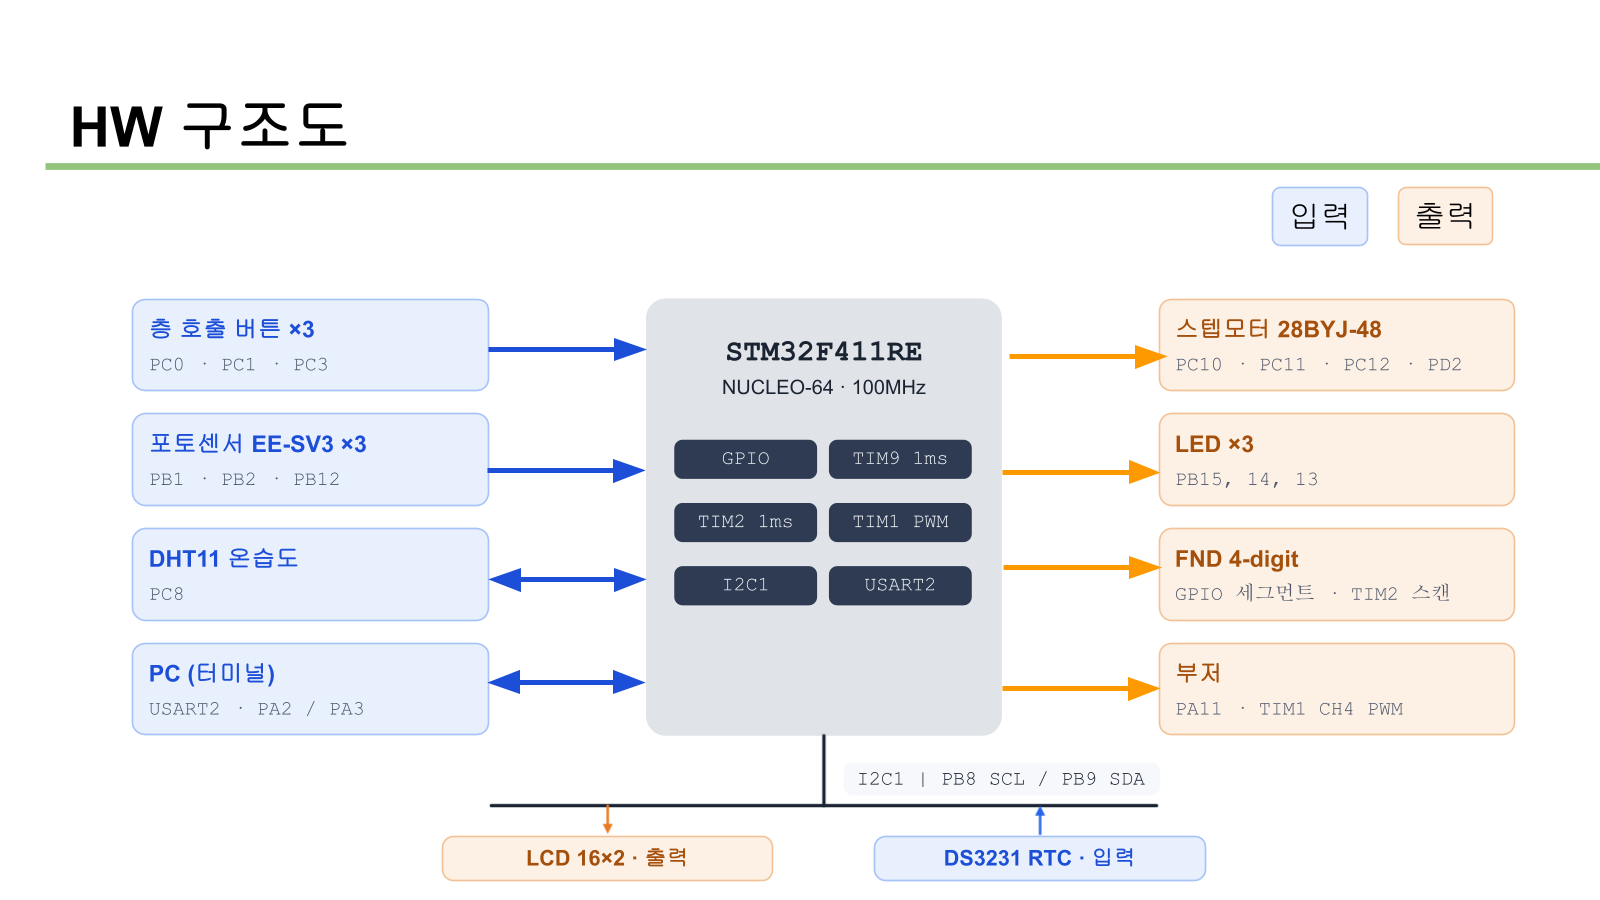 HW 구조도
입력
출력
층 호출 버튼 ×3
PC0 · PC1 · PC3
포토센서 EE-SV3 ×3
PB1 · PB2 · PB12
DHT11 온습도
PC8
PC (터미널)
USART2 · PA2 / PA3
STM32F411RE
NUCLEO-64 · 100MHz
GPIO
TIM9 1ms
TIM2 1ms
TIM1 PWM
I2C1
USART2
스텝모터 28BYJ-48
PC10 · PC11 · PC12 · PD2
LED ×3
PB15, 14, 13
FND 4-digit
GPIO 세그먼트 · TIM2 스캔
부저
PA11 · TIM1 CH4 PWM
I2C1 | PB8 SCL / PB9 SDA
LCD 16×2 · 출력
DS3231 RTC · 입력